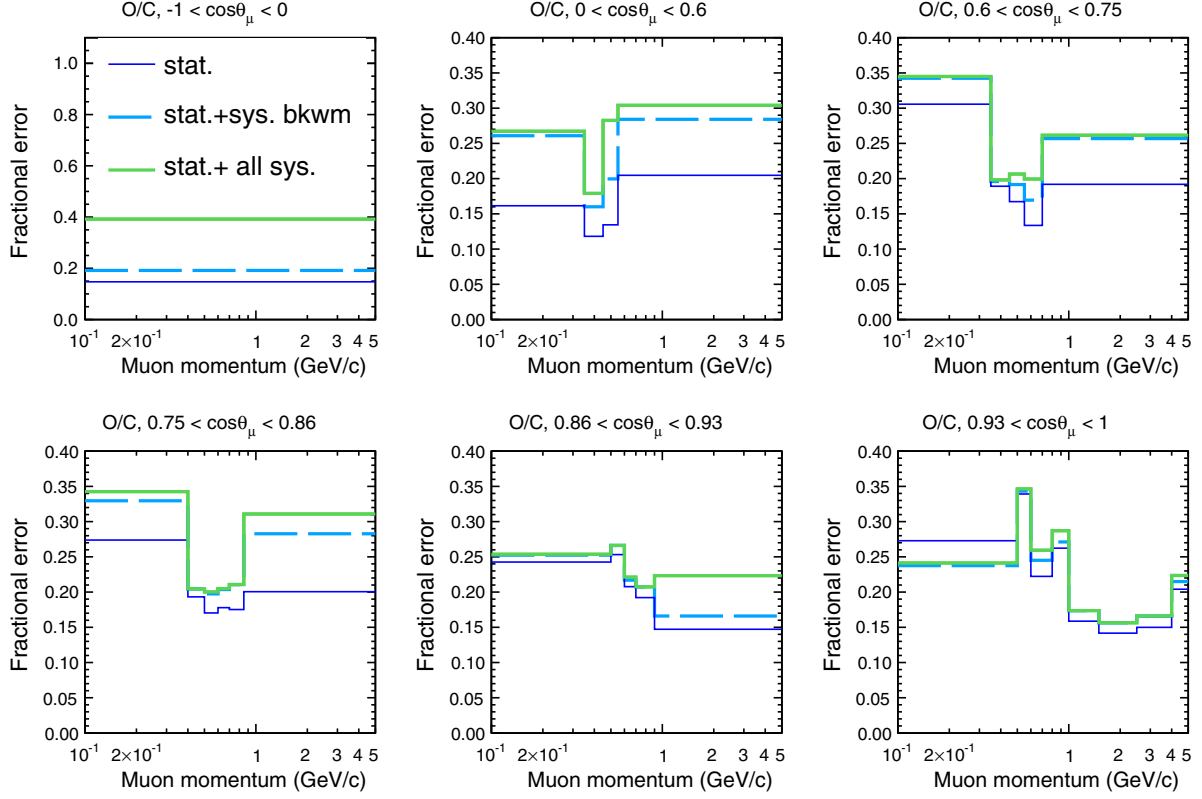 O/C, -1 < cosθμ < 0
O/C, 0 < cosθμ < 0.6
O/C, 0.6 < cosθμ < 0.75
Fractional error
1.0
0.8
0.6
0.4
0.2
0.0
stat.
stat.+sys. bkwm
stat.+ all sys.
10⁻¹ 2×10⁻¹ 1 2 3 4 5
Muon momentum (GeV/c)
Fractional error
0.40
0.35
0.30
0.25
0.20
0.15
0.10
0.05
0.00
10⁻¹ 2×10⁻¹ 1 2 3 4 5
Muon momentum (GeV/c)
Fractional error
0.40
0.35
0.30
0.25
0.20
0.15
0.10
0.05
0.00
10⁻¹ 2×10⁻¹ 1 2 3 4 5
Muon momentum (GeV/c)
O/C, 0.75 < cosθμ < 0.86
O/C, 0.86 < cosθμ < 0.93
O/C, 0.93 < cosθμ < 1
Fractional error
0.40
0.35
0.30
0.25
0.20
0.15
0.10
0.05
0.00
10⁻¹ 2×10⁻¹ 1 2 3 4 5
Muon momentum (GeV/c)
Fractional error
0.40
0.35
0.30
0.25
0.20
0.15
0.10
0.05
0.00
10⁻¹ 2×10⁻¹ 1 2 3 4 5
Muon momentum (GeV/c)
Fractional error
0.40
0.35
0.30
0.25
0.20
0.15
0.10
0.05
0.00
10⁻¹ 2×10⁻¹ 1 2 3 4 5
Muon momentum (GeV/c)